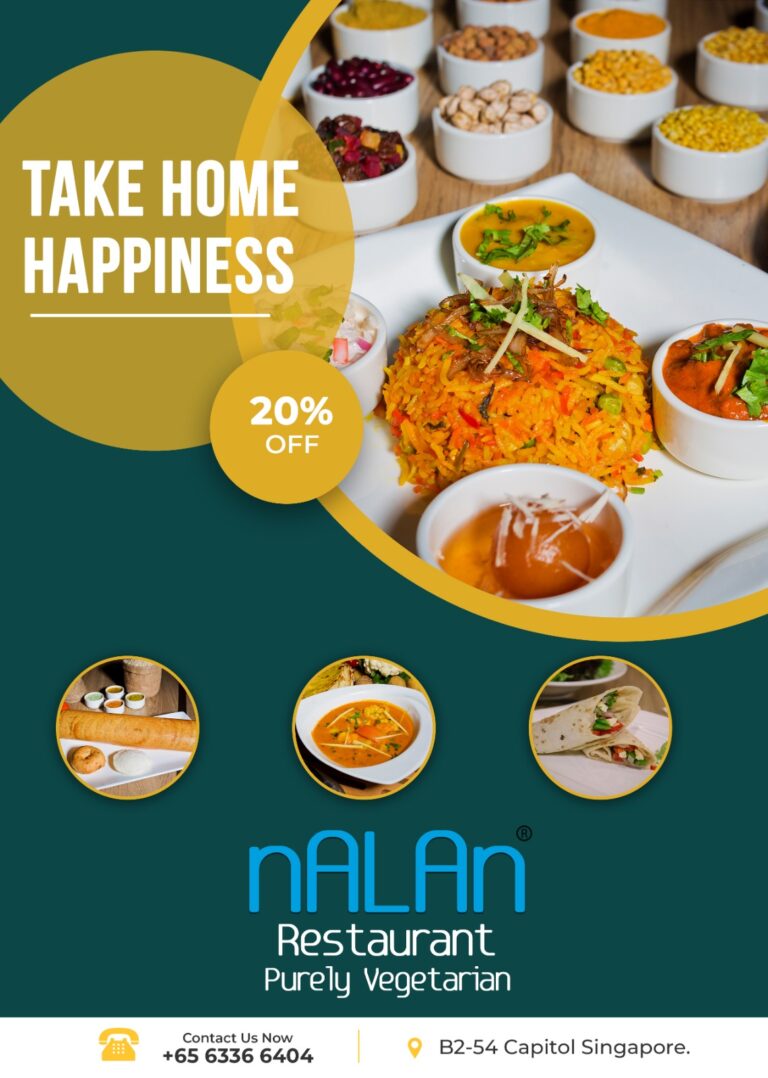 TAKE HOME
HAPPINESS
20%
OFF
nALAn®
Restaurant
Purely Vegetarian
Contact Us Now
+65 6336 6404
B2-54 Capitol Singapore.